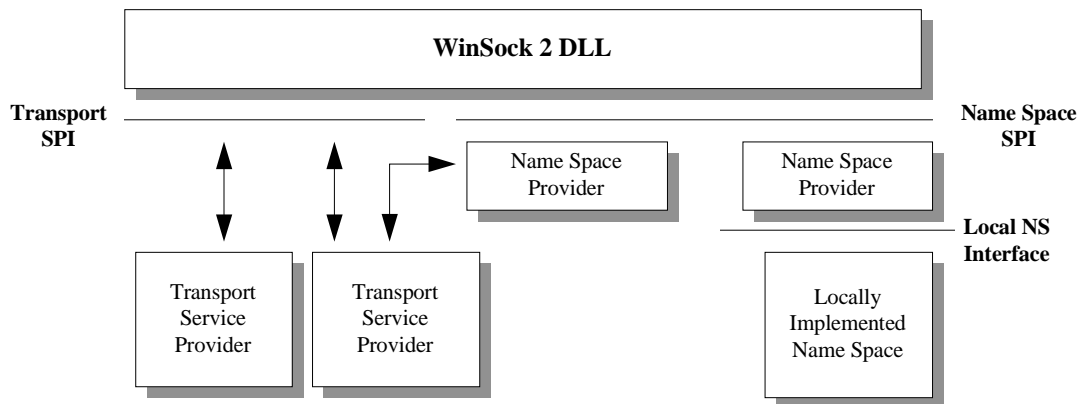 WinSock 2 DLL
Transport
SPI
Name Space
SPI
Name Space
Provider
Name Space
Provider
Local NS
Interface
Transport
Service
Provider
Transport
Service
Provider
Locally
Implemented
Name Space